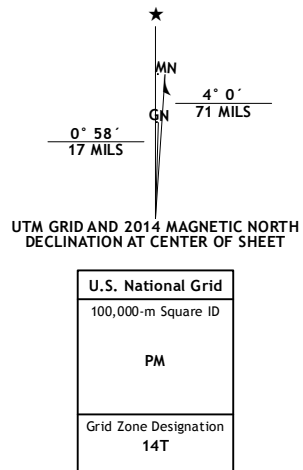 MN
GN
4° 0´
71 MILS
0° 58´
17 MILS
UTM GRID AND 2014 MAGNETIC NORTH
DECLINATION AT CENTER OF SHEET
U.S. National Grid
100,000-m Square ID
PM
Grid Zone Designation
14T